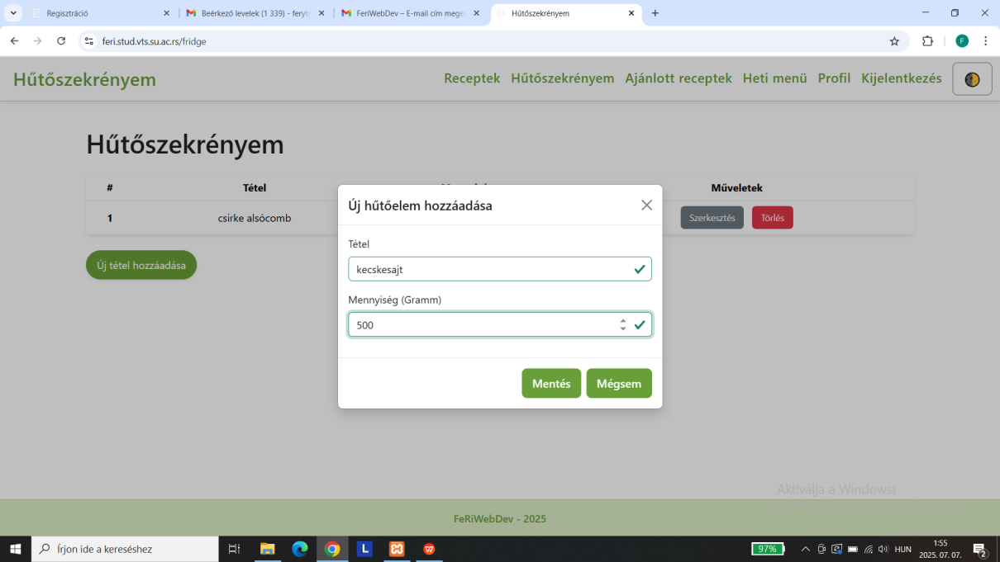 Regisztráció
Beérkező levelek (1 339) - feryt
FeriWebDev – E-mail cím mege
Hűtőszekrényem
feri.stud.vts.su.ac.rs/fridge
F
Hűtőszekrényem
Receptek Hűtőszekrényem Ajánlott receptek Heti menü Profil Kijelentkezés
Hűtőszekrényem
# Tétel Műveletek
1 csirke alsócomb Szerkesztés Törlés
Új tétel hozzáadása
Új hűtőelem hozzáadása
Tétel
kecskesajt
Mennyiség (Gramm)
500
Mentés Mégsem
Aktiválja a Windowst
FeRiWebDev - 2025
Írjon ide a kereséshez
L
97%
HUN
1:55
2025. 07. 07.
2